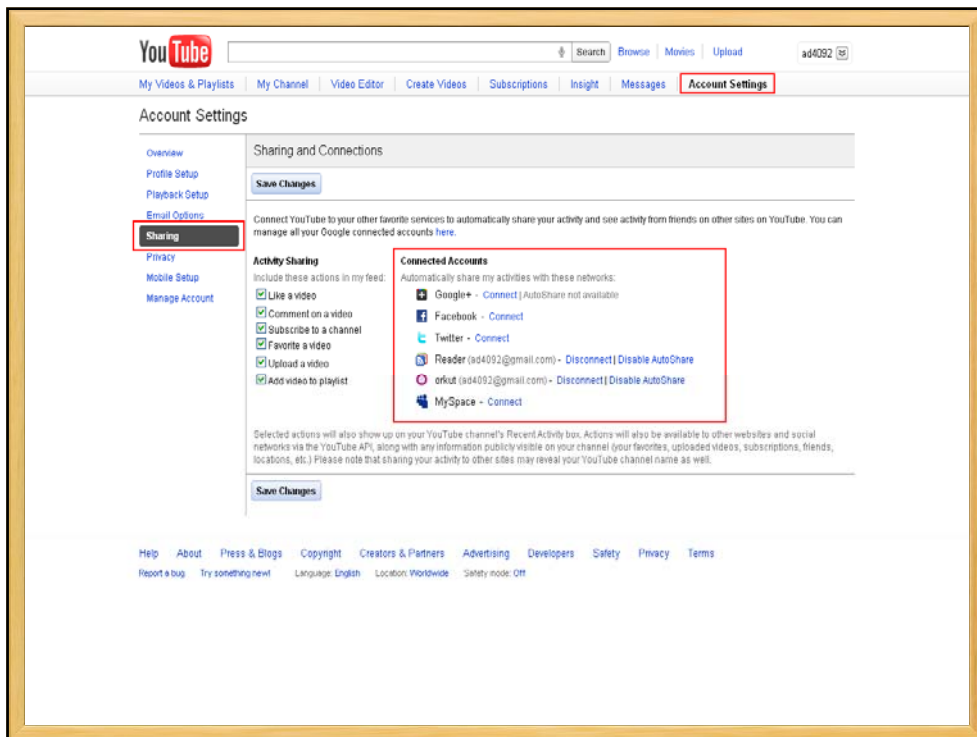 YouTube
Search Browse | Movies | Upload ad4092
My Videos & Playlists | My Channel | Video Editor | Create Videos | Subscriptions | Insight | Messages | Account Settings
Account Settings
Overview
Profile Setup
Playback Setup
Email Options
Sharing
Privacy
Mobile Setup
Manage Account
Sharing and Connections
Save Changes
Connect YouTube to your other favorite services to automatically share your activity and see activity from friends on other sites on YouTube. You can
manage all your Google connected accounts here.
Activity Sharing
Include these actions in my feed:
Like a video
Comment on a video
Subscribe to a channel
Favorite a video
Upload a video
Add video to playlist
Connected Accounts
Automatically share my activities with these networks:
Google+ - Connect | AutoShare not available
Facebook - Connect
Twitter - Connect
Reader (ad4092@gmail.com) - Disconnect | Disable AutoShare
orkut (ad4092@gmail.com) - Disconnect | Disable AutoShare
MySpace - Connect
Selected actions will also show up on your YouTube channel's Recent Activity box. Actions will also be available to other websites and social
networks via the YouTube API, along with any information publicly visible on your channel (your favorites, uploaded videos, subscriptions, friends,
locations, etc.) Please note that sharing your activity to other sites may reveal your YouTube channel name as well.
Save Changes
Help About Press & Blogs Copyright Creators & Partners Advertising Developers Safety Privacy Terms
Report a bug Try something new! Language: English Location: Worldwide Safety mode: Off